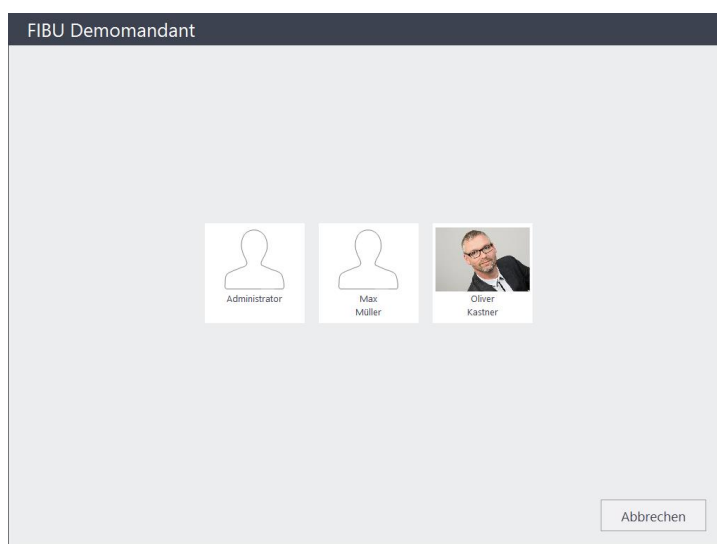 FIBU Demomandant
Administrator
Max
Müller
Oliver
Kastner
Abbrechen